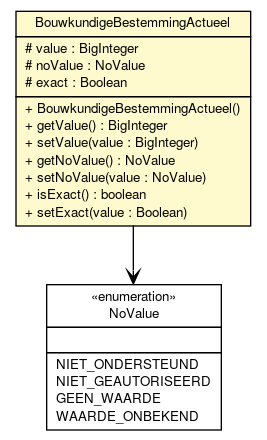 BouwkundigeBestemmingActueel
# value : BigInteger
# noValue : NoValue
# exact : Boolean
+ BouwkundigeBestemmingActueel()
+ getValue() : BigInteger
+ setValue(value : BigInteger)
+ getNoValue() : NoValue
+ setNoValue(value : NoValue)
+ isExact() : boolean
+ setExact(value : Boolean)
«enumeration»
NoValue
NIET_ONDERSTEUND
NIET_GEAUTORISEERD
GEEN_WAARDE
WAARDE_ONBEKEND